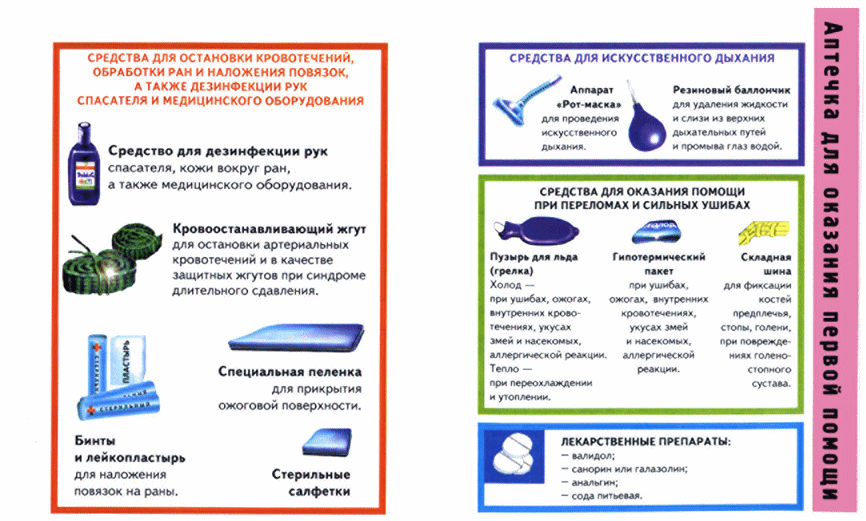 СРЕДСТВА ДЛЯ ОСТАНОВКИ КРОВОТЕЧЕНИЙ,
ОБРАБОТКИ РАН И НАЛОЖЕНИЯ ПОВЯЗОК,
А ТАКЖЕ ДЕЗИНФЕКЦИИ РУК
СПАСАТЕЛЯ И МЕДИЦИНСКОГО ОБОРУДОВАНИЯ
Средство для дезинфекции рук
спасателя, кожи вокруг ран,
а также медицинского оборудования.
Кровоостанавливающий жгут
для остановки артериальных
кровотечений и в качестве
защитных жгутов при синдроме
длительного сдавления.
ПЛАСТЫРЬ
СТЕРИЛЬНЫЙ
Специальная пеленка
для прикрытия
ожоговой поверхности.
Бинты
и лейкопластырь
для наложения
повязок на раны.
Стерильные
салфетки
СРЕДСТВА ДЛЯ ИСКУССТВЕННОГО ДЫХАНИЯ
Аппарат
«Рот-маска»
для проведения
искусственного
дыхания.
Резиновый баллончик
для удаления жидкости
и слизи из верхних
дыхательных путей
и промыва глаз водой.
СРЕДСТВА ДЛЯ ОКАЗАНИЯ ПОМОЩИ
ПРИ ПЕРЕЛОМАХ И СИЛЬНЫХ УШИБАХ
ХОЛОД
Пузырь для льда
(грелка)
Холод —
при ушибах, ожогах,
внутренних крово-
течениях, укусах
змей и насекомых,
аллергической реакции.
Тепло —
при переохлаждении
и утоплении.
Гипотермический
пакет
при ушибах,
ожогах, внутренних
кровотечениях,
укусах змей
и насекомых,
аллергической
реакции.
Складная
шина
для фиксации
костей
предплечья,
стопы, голени,
при поврежде-
ниях голено-
стопного
сустава.
ЛЕКАРСТВЕННЫЕ ПРЕПАРАТЫ:
– валидол;
– санорин или галазолин;
– анальгин;
– сода питьевая.
Аптечка для оказания первой помощи